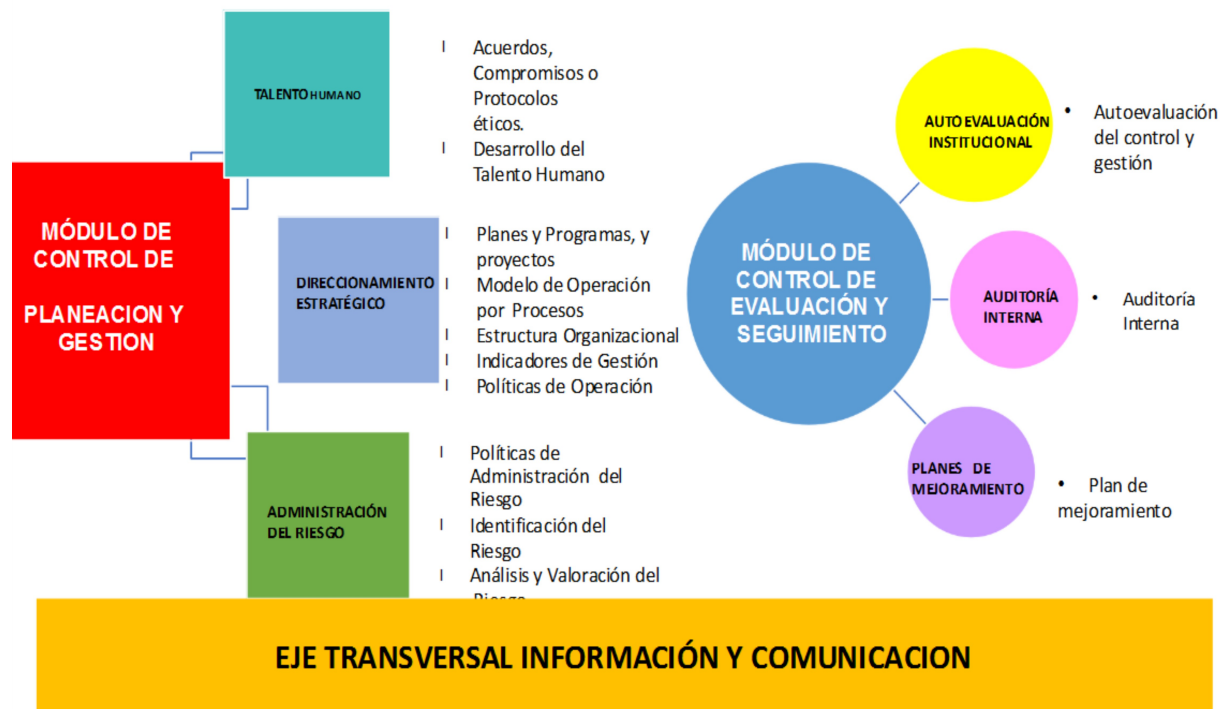 TALENTO HUMANO
Acuerdos,
Compromisos o
Protocolos
éticos.
Desarrollo del
Talento Humano
MÓDULO DE
CONTROL DE
PLANEACION Y
GESTION
DIRECCIONAMIENTO
ESTRATÉGICO
Planes y Programas, y
proyectos
Modelo de Operación
por Procesos
Estructura Organizacional
Indicadores de Gestión
Políticas de Operación
ADMINISTRACIÓN
DEL RIESGO
Políticas de
Administración del
Riesgo
Identificación del
Riesgo
Análisis y Valoración del
MÓDULO DE
CONTROL DE
EVALUACIÓN Y
SEGUIMIENTO
AUTOEVALUACIÓN
INSTITUCIONAL
• Autoevaluación
del control y
gestión
AUDITORÍA
INTERNA
• Auditoría
Interna
PLANES DE
MEJORAMIENTO
• Plan de
mejoramiento
EJE TRANSVERSAL INFORMACIÓN Y COMUNICACION